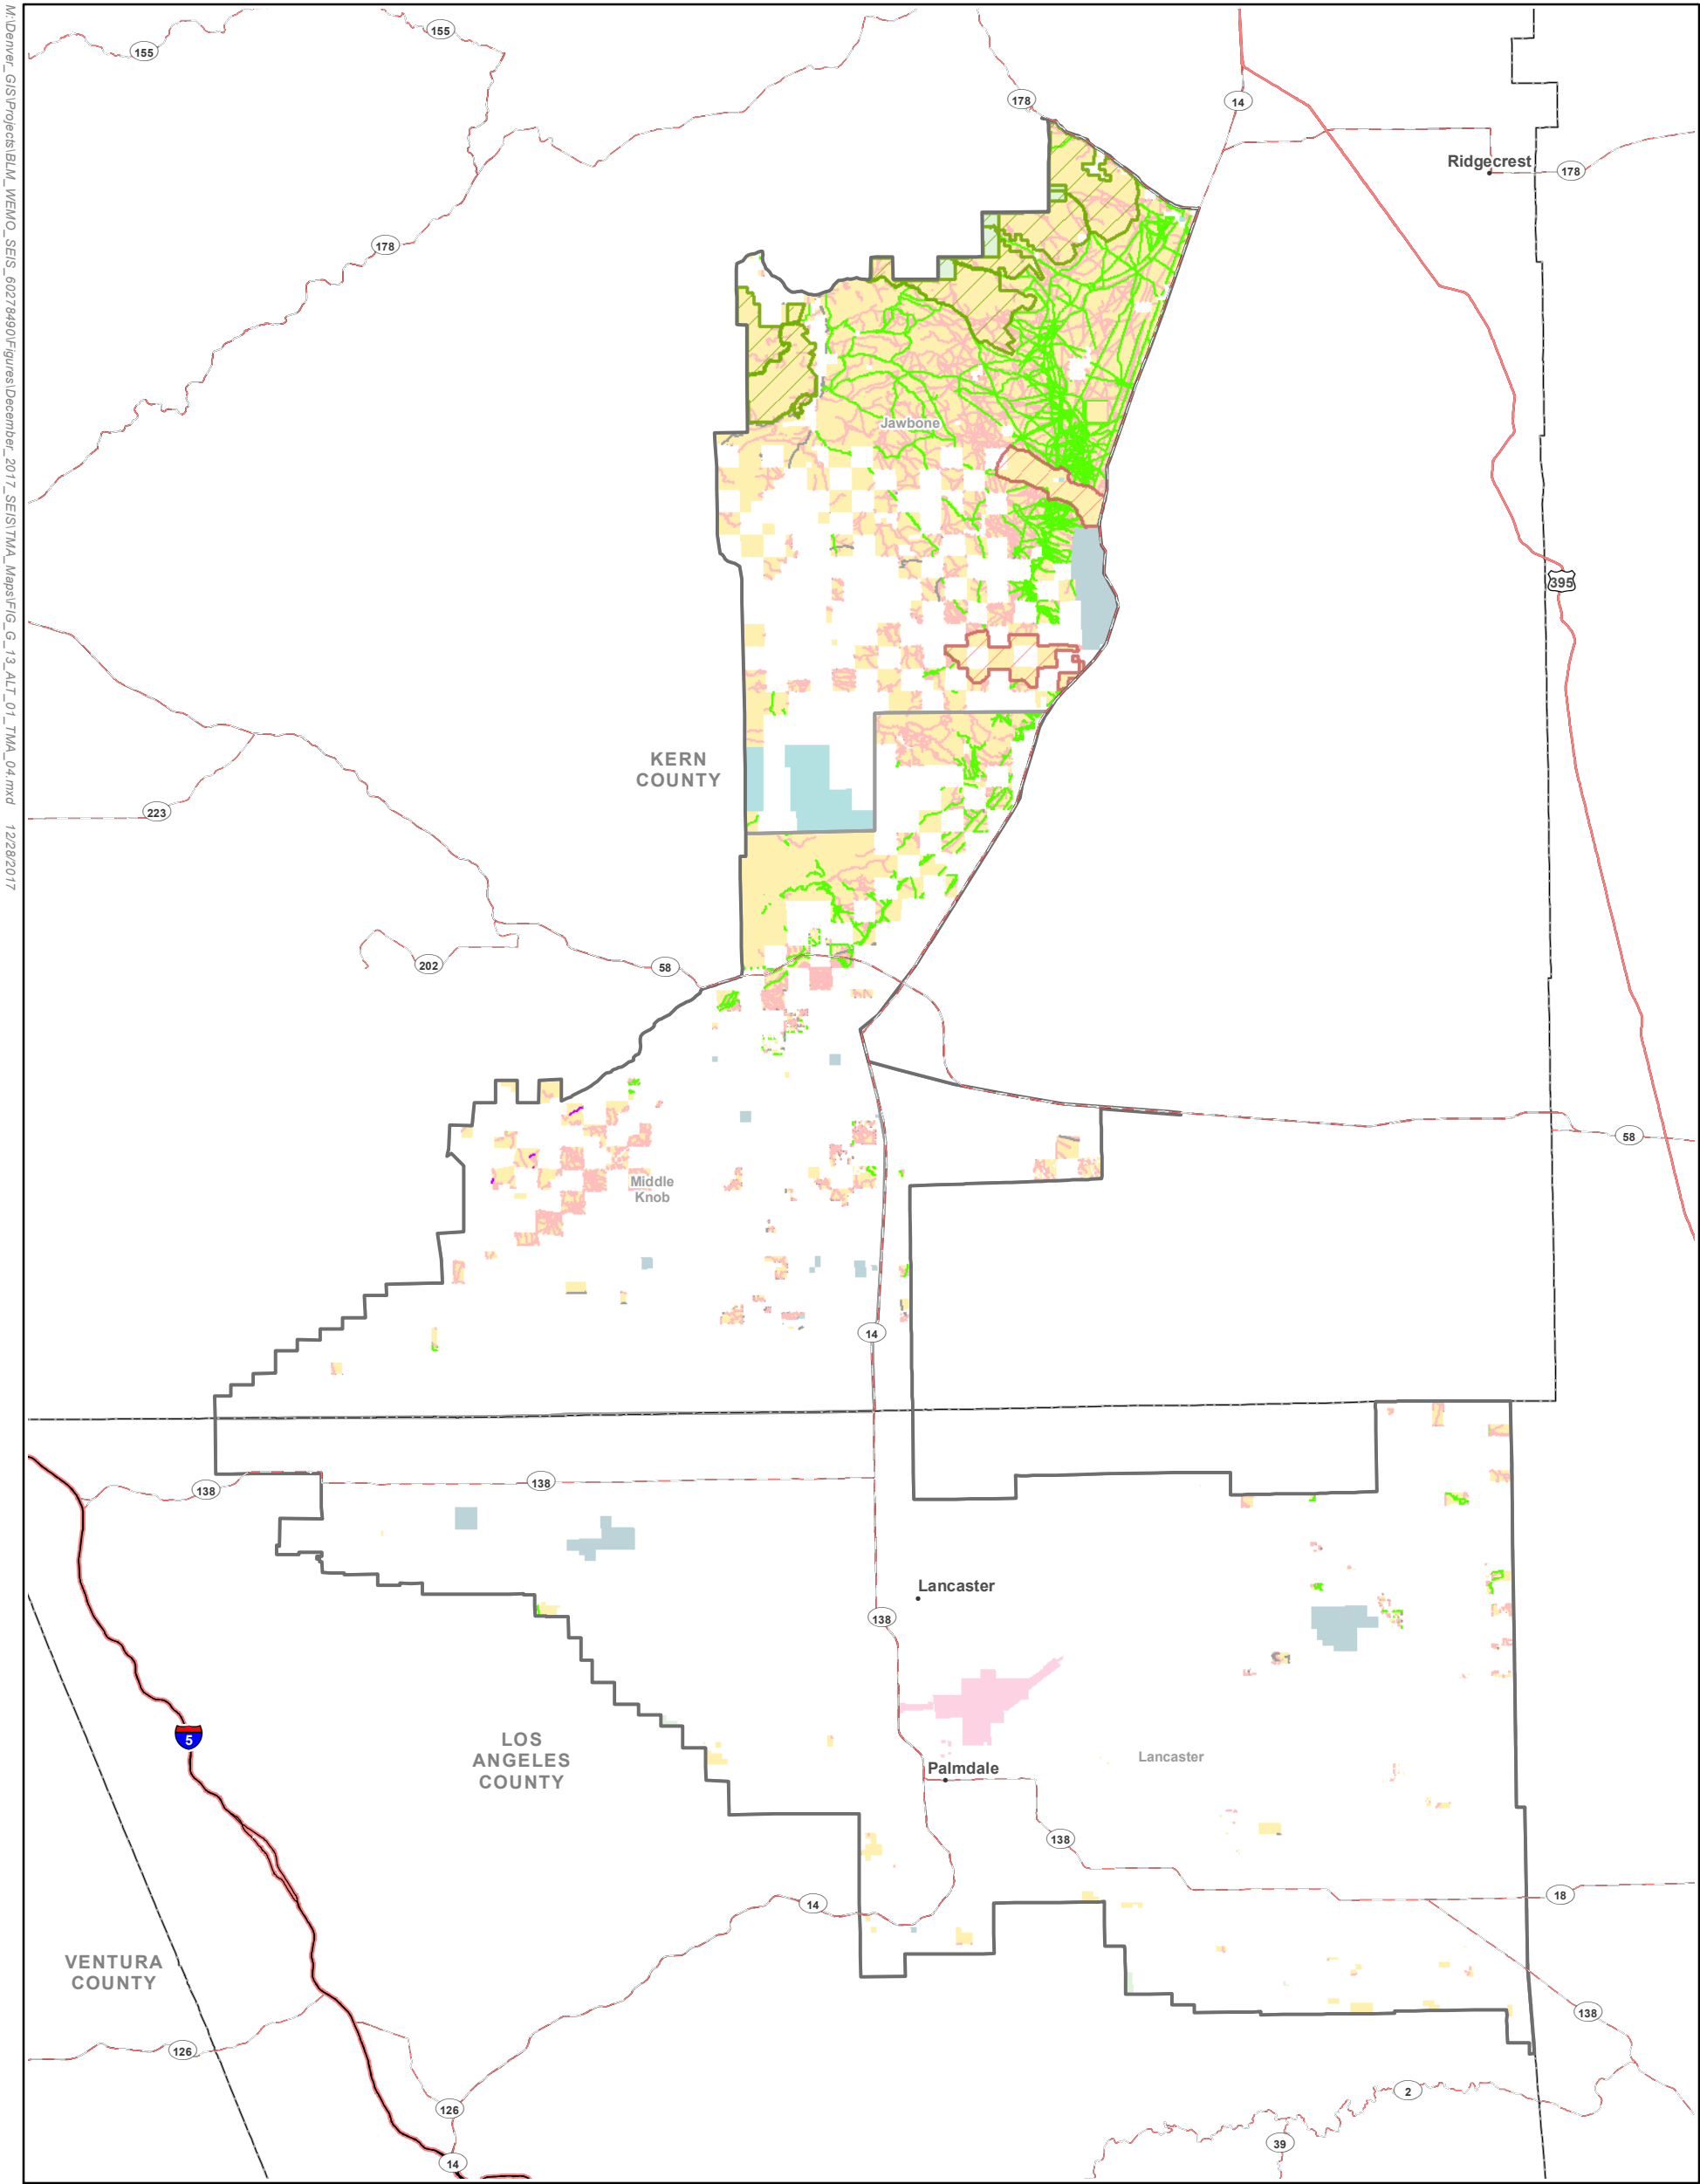 M:\Denver_GIS\Projects\BLM_WEMO_SEIS_60278490\Figures\December_2017_SEIS\TMA_Maps\FIG_G_13_ALT_01_TMA_04.mxd 12/28/2017
155
155
178
14
Ridgecrest
178
178
Jawbone
395
KERN
COUNTY
223
202
58
58
Middle
Knob
14
138
138
Lancaster
138
5
LOS
ANGELES
COUNTY
Lancaster
Palmdale
138
14
18
VENTURA
COUNTY
138
126
2
126
39
14